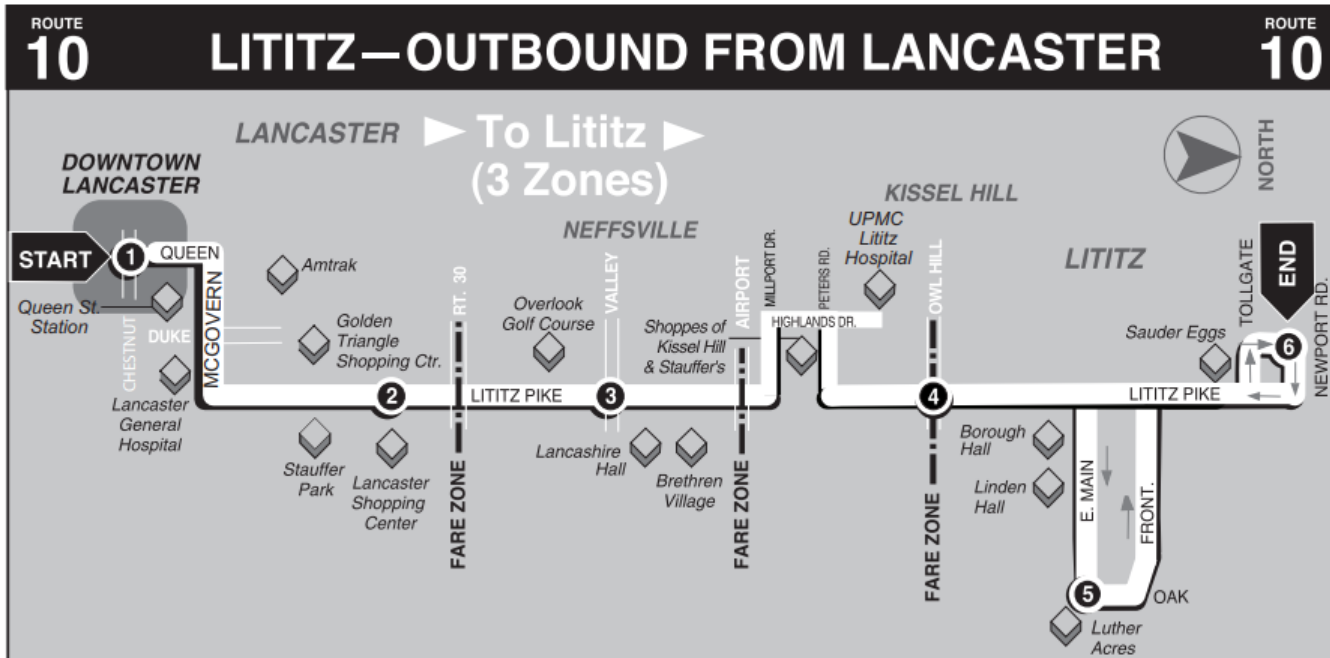 ROUTE
10
LITITZ—OUTBOUND FROM LANCASTER
ROUTE
10
LANCASTER
To Lititz
(3 Zones)
NORTH
DOWNTOWN
LANCASTER
START
1
QUEEN
Queen St.
Station
CHESTNUT
DUKE
MCGOVERN
Lancaster
General
Hospital
Amtrak
Golden
Triangle
Shopping Ctr.
2
Stauffer
Park
Lancaster
Shopping
Center
RT. 30
FARE ZONE
LITITZ PIKE
NEFFSVILLE
Overlook
Golf Course
VALLEY
3
Lancashire
Hall
Brethren
Village
Shoppes of
Kissel Hill
& Stauffer's
AIRPORT
FARE ZONE
MILLPORT DR.
HIGHLANDS DR.
PETERS RD.
KISSEL HILL
UPMC
Lititz
Hospital
OWL HILL
4
FARE ZONE
LITITZ
Borough
Hall
Linden
Hall
E. MAIN
5
Luther
Acres
OAK
FRONT.
LITITZ PIKE
Sauder Eggs
TOLLGATE
END
6
NEWPORT RD.